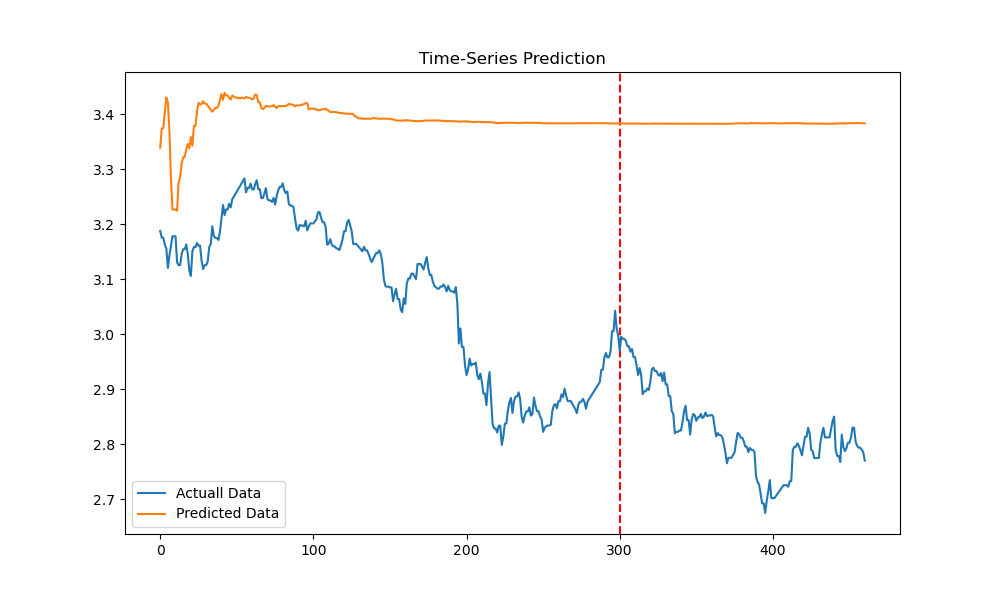 Time-Series Prediction
3.4
3.3
3.2
3.1
3.0
2.9
2.8
2.7
Actuall Data
Predicted Data
0 100 200 300 400